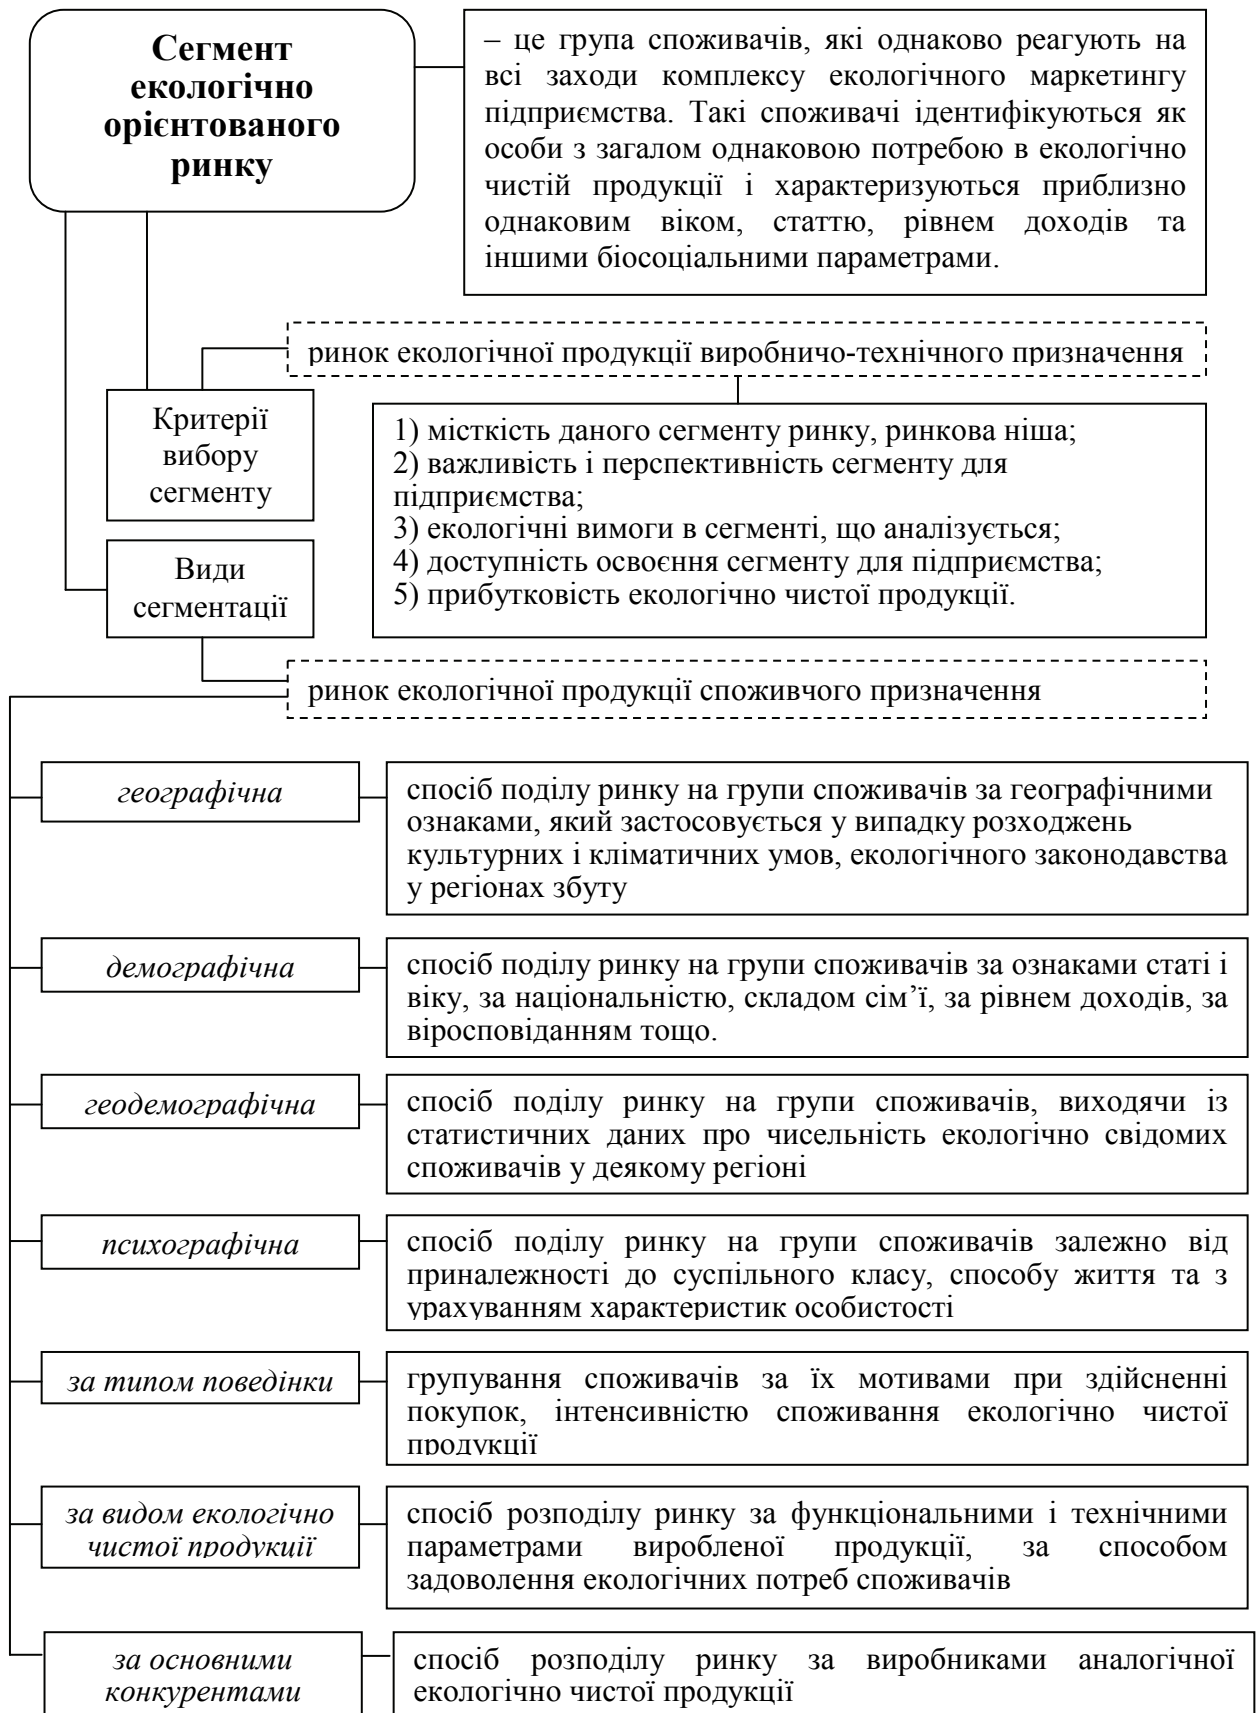 Сегмент
екологічно
орієнтованого
ринку
– це група споживачів, які однаково реагують на
всі заходи комплексу екологічного маркетингу
підприємства. Такі споживачі ідентифікуються як
особи з загалом однаковою потребою в екологічно
чистій продукції і характеризуються приблизно
однаковим віком, статтю, рівнем доходів та
іншими біосоціальними параметрами.
ринок екологічної продукції виробничо-технічного призначення
Критерії
вибору
сегменту
1) місткість даного сегменту ринку, ринкова ніша;
2) важливість і перспективність сегменту для
підприємства;
3) екологічні вимоги в сегменті, що аналізується;
4) доступність освоєння сегменту для підприємства;
5) прибутковість екологічно чистої продукції.
Види
сегментації
ринок екологічної продукції споживчого призначення
географічна
спосіб поділу ринку на групи споживачів за географічними
ознаками, який застосовується у випадку розходжень
культурних і кліматичних умов, екологічного законодавства
у регіонах збуту
демографічна
спосіб поділу ринку на групи споживачів за ознаками статі і
віку, за національністю, складом сім’ї, за рівнем доходів, за
віросповіданням тощо.
геодемографічна
спосіб поділу ринку на групи споживачів, виходячи із
статистичних даних про чисельність екологічно свідомих
споживачів у деякому регіоні
психографічна
спосіб поділу ринку на групи споживачів залежно від
приналежності до суспільного класу, способу життя та з
урахуванням характеристик особистості
за типом поведінки
групування споживачів за їх мотивами при здійсненні
покупок, інтенсивністю споживання екологічно чистої
продукції
за видом екологічно
чистої продукції
спосіб розподілу ринку за функціональними і технічними
параметрами виробленої продукції, за способом
задоволення екологічних потреб споживачів
за основними
конкурентами
спосіб розподілу ринку за виробниками аналогічної
екологічно чистої продукції